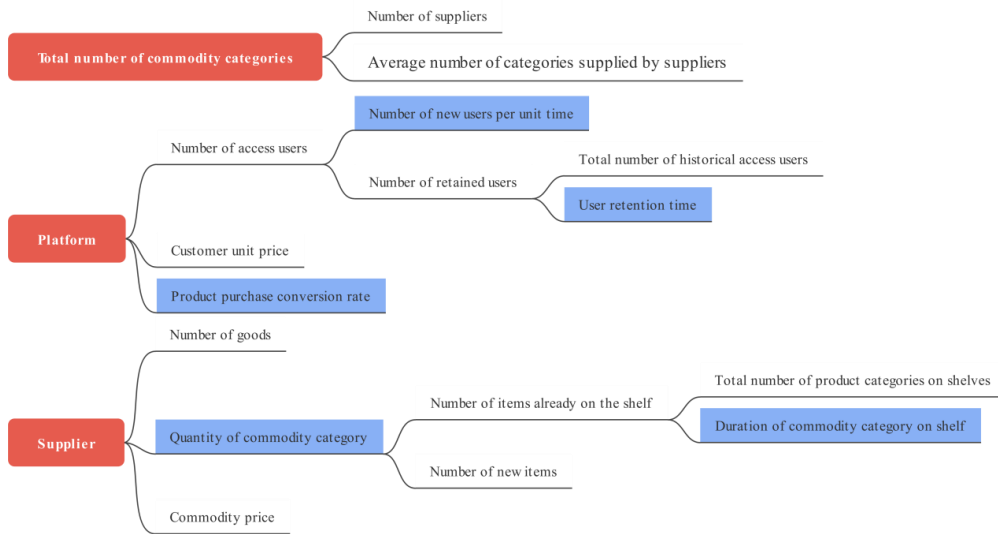 Number of suppliers
Total number of commodity categories
Average number of categories supplied by suppliers
Number of new users per unit time
Number of access users
Total number of historical access users
Number of retained users
User retention time
Platform
Customer unit price
Product purchase conversion rate
Number of goods
Total number of product categories on shelves
Number of items already on the shelf
Duration of commodity category on shelf
Supplier
Quantity of commodity category
Number of new items
Commodity price